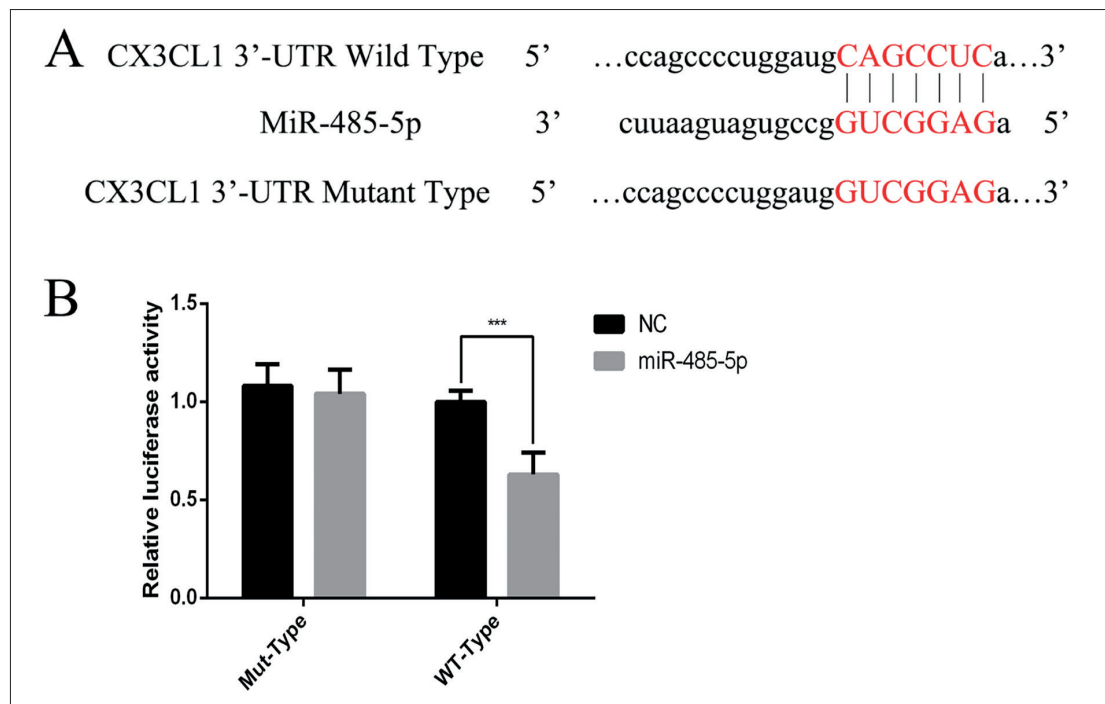 A
CX3CL1 3’-UTR Wild Type 5’ …ccagccccuggaugCAGCCUCa…3’
MiR-485-5p 3’ cuuaaguagugccgGUCGGAGa 5’
CX3CL1 3’-UTR Mutant Type 5’ …ccagccccuggaugGUCGGAGa…3’
B
Relative luciferase activity
1.5
1.0
0.5
0.0
***
NC
miR-485-5p
Mut-Type
WT-Type